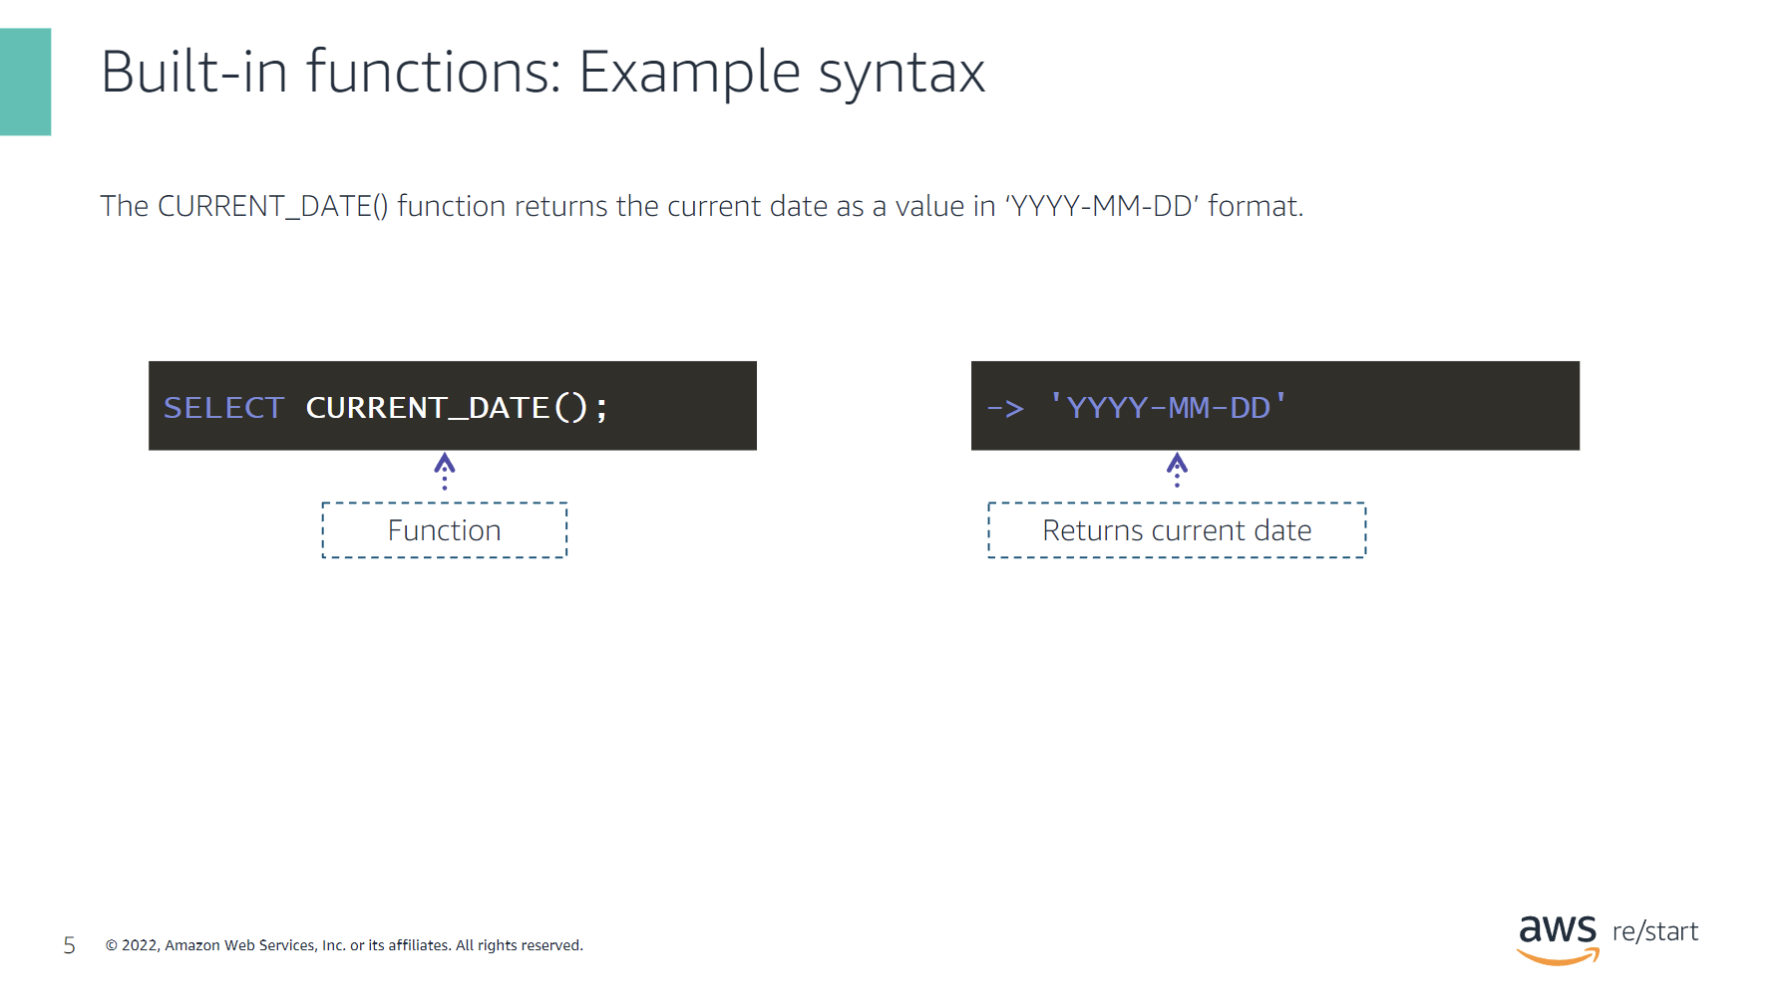 Built-in functions: Example syntax
The CURRENT_DATE() function returns the current date as a value in ‘YYYY-MM-DD’ format.
SELECT CURRENT_DATE();
-> 'YYYY-MM-DD'
Function
Returns current date
5 © 2022, Amazon Web Services, Inc. or its affiliates. All rights reserved.
aws re/start